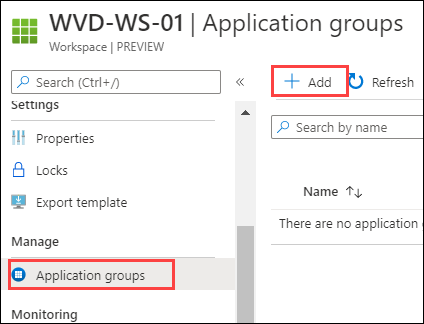 WVD-WS-01 | Application groups
Workspace | PREVIEW
Search (Ctrl+/)
«
Settings
Properties
Locks
Export template
Manage
Application groups
Monitoring
+ Add
Refresh
Search by name
Name ↑↓
There are no application